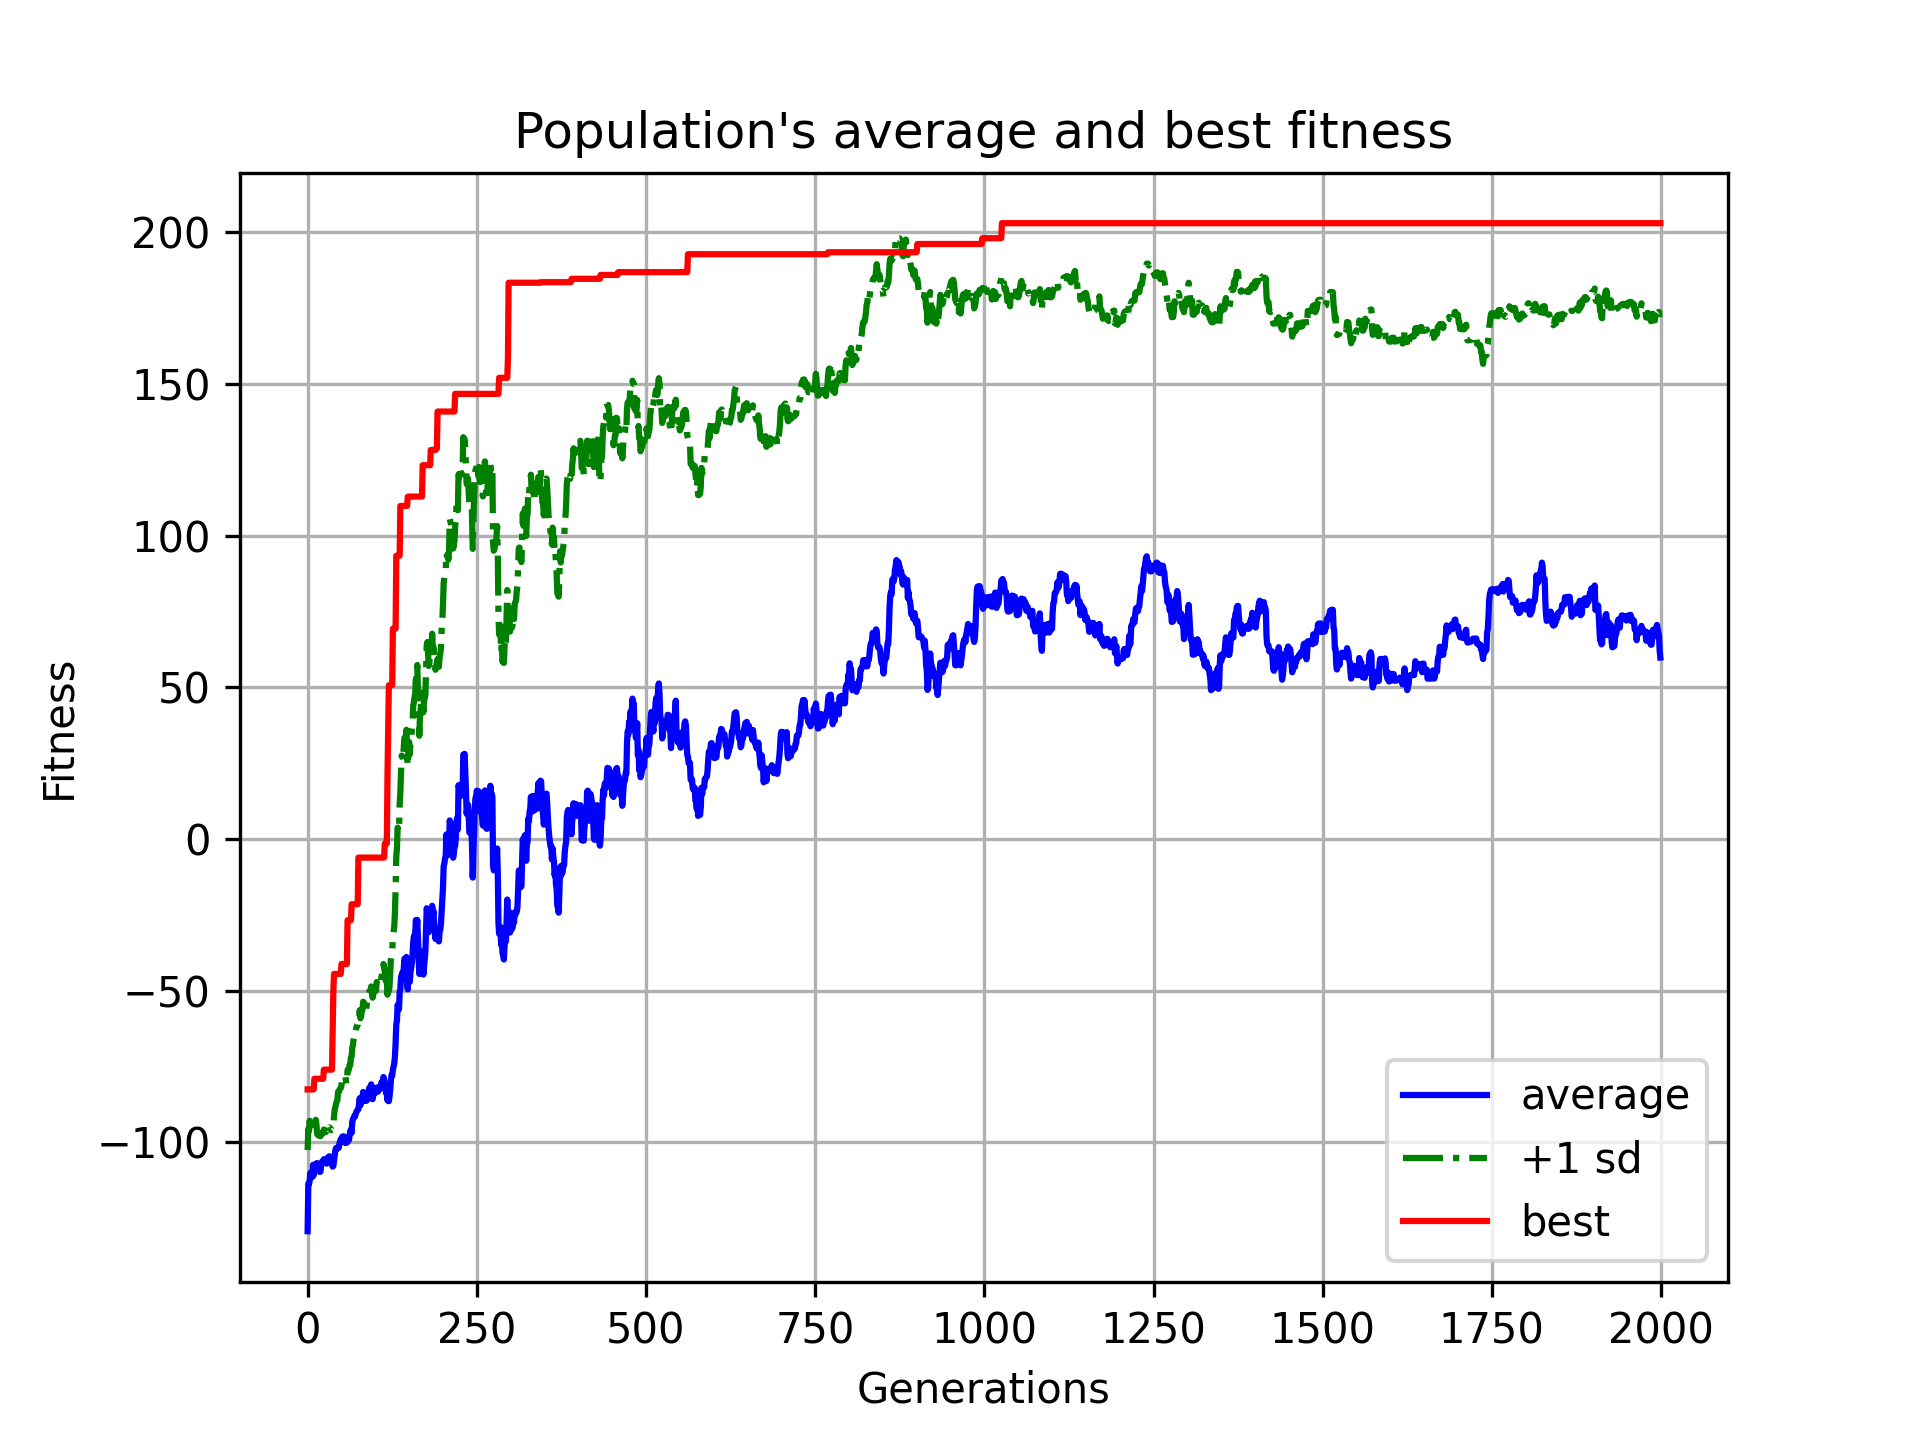 Population's average and best fitness
200
150
100
50
0
−50
−100
Fitness
average
+1 sd
best
0 250 500 750 1000 1250 1500 1750 2000
Generations